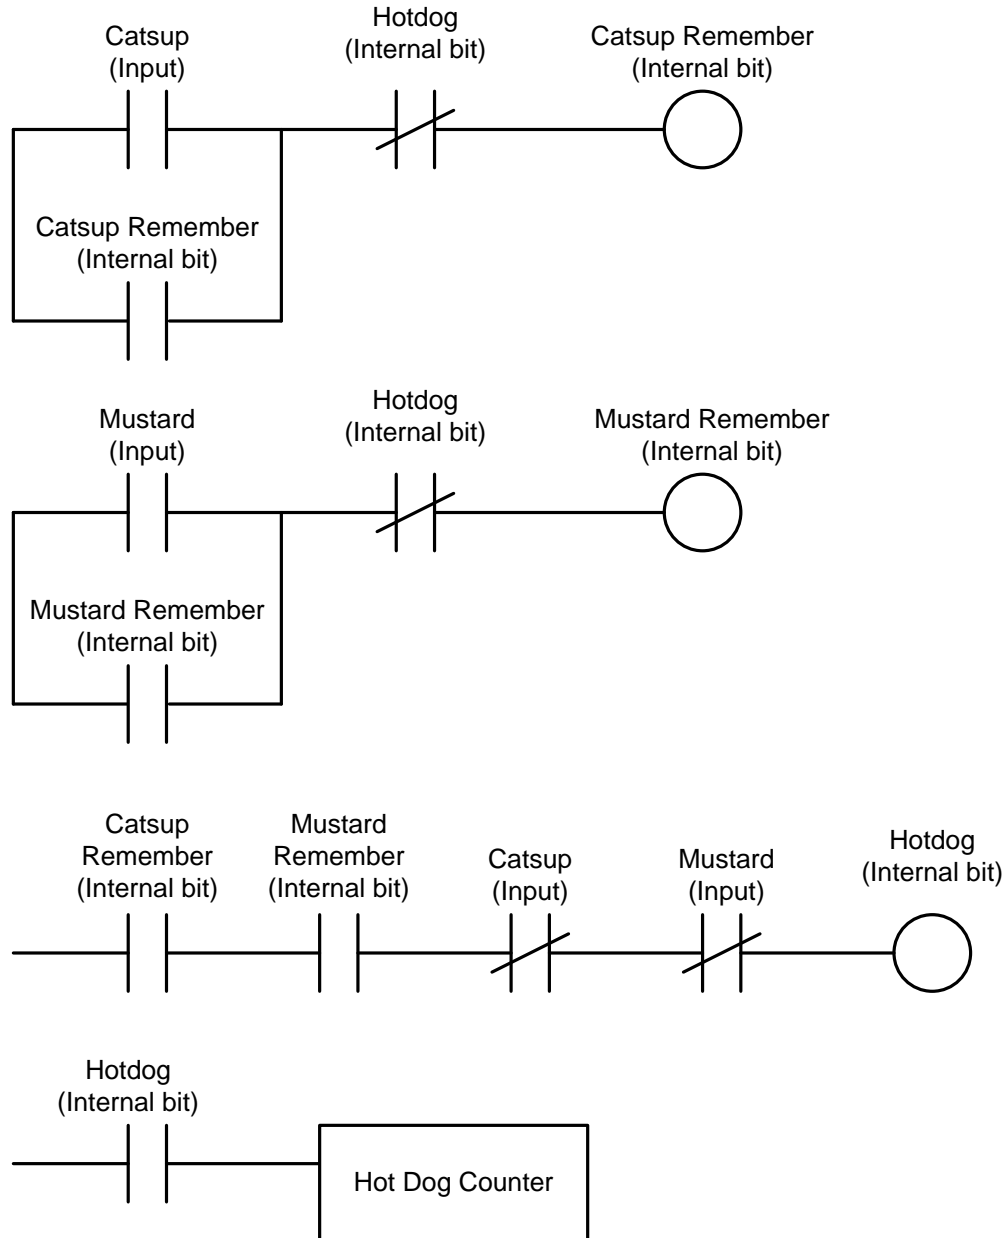 Catsup
(Input)
Hotdog
(Internal bit)
Catsup Remember
(Internal bit)
Catsup Remember
(Internal bit)
Mustard
(Input)
Hotdog
(Internal bit)
Mustard Remember
(Internal bit)
Mustard Remember
(Internal bit)
Catsup
Remember
(Internal bit)
Mustard
Remember
(Internal bit)
Catsup
(Input)
Mustard
(Input)
Hotdog
(Internal bit)
Hotdog
(Internal bit)
Hot Dog Counter